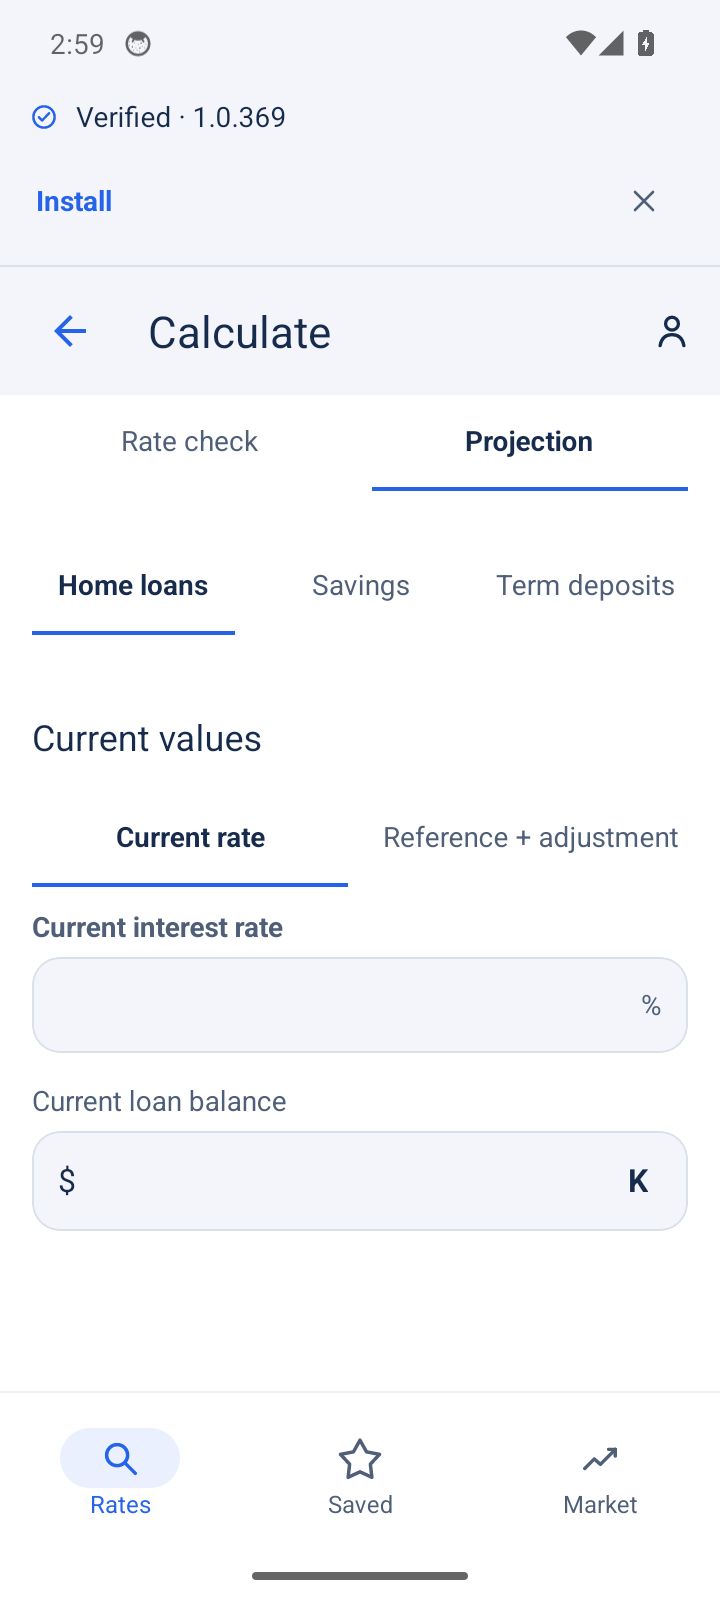 2:59
Verified · 1.0.369
Install
Calculate
Rate check
Projection
Home loans
Savings
Term deposits
Current values
Current rate
Reference + adjustment
Current interest rate
%
Current loan balance
$ K
Rates
Saved
Market